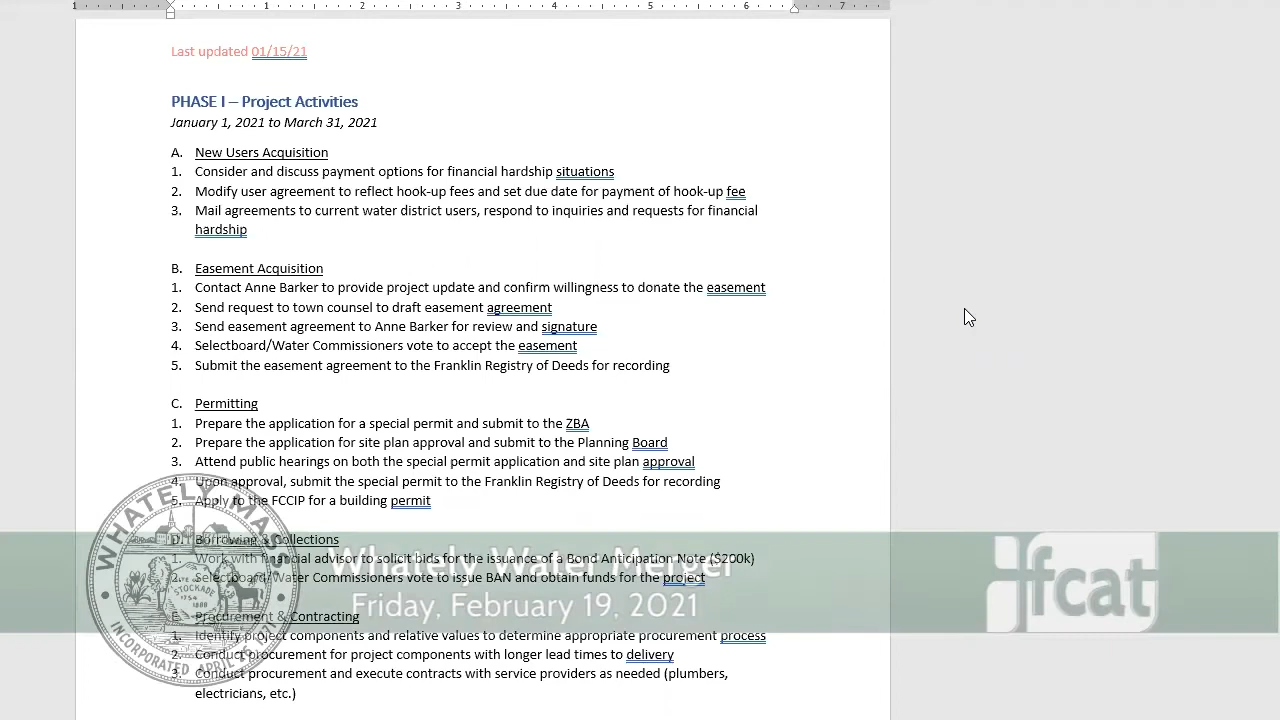 1 1 2 3 4 5 6 7
Last updated 01/15/21
PHASE I – Project Activities
January 1, 2021 to March 31, 2021
A. New Users Acquisition
1. Consider and discuss payment options for financial hardship situations
2. Modify user agreement to reflect hook-up fees and set due date for payment of hook-up fee
3. Mail agreements to current water district users, respond to inquiries and requests for financial
hardship
B. Easement Acquisition
1. Contact Anne Barker to provide project update and confirm willingness to donate the easement
2. Send request to town counsel to draft easement agreement
3. Send easement agreement to Anne Barker for review and signature
4. Selectboard/Water Commissioners vote to accept the easement
5. Submit the easement agreement to the Franklin Registry of Deeds for recording
C. Permitting
1. Prepare the application for a special permit and submit to the ZBA
2. Prepare the application for site plan approval and submit to the Planning Board
3. Attend public hearings on both the special permit application and site plan approval
4. Upon approval, submit the special permit to the Franklin Registry of Deeds for recording
5. Apply to the FCCIP for a building permit
D. Borrowing & Collections
1. Work with financial advisor to solicit bids for the issuance of a Bond Anticipation Note ($200k)
2. Selectboard/Water Commissioners vote to issue BAN and obtain funds for the project
E. Procurement & Contracting
1. Identify project components and relative values to determine appropriate procurement process
2. Conduct procurement for project components with longer lead times to delivery
3. Conduct procurement and execute contracts with service providers as needed (plumbers,
electricians, etc.)
Whately Water Merger
Friday, February 19, 2021
fcat
WHATELY MASS
STOCKADE
INCORPORATED APRIL